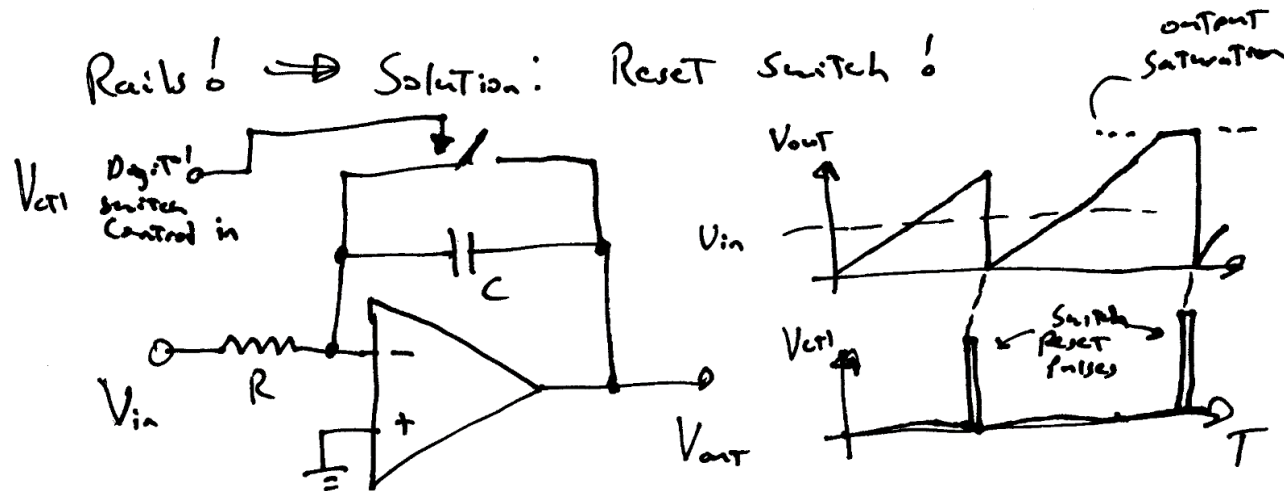 Rails! ⇒ Solution: Reset switch!
Vctl
Digit'l
switch
Control in
C
R
Vin
-
+
Vout
output
saturation
Vout
Vin
Vctl
Switch
Reset
Pulses
T